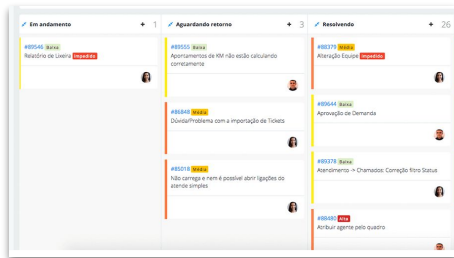 Em andamento + 1
#89546 Baixa
Relatório de Lixeira Impedido
Aguardando retorno + 3
#89555 Baixa
Apontamentos de KM não estão calculando
corretamente
#86848 Média
Dúvida/Problema com a importação de Tickets
#85018 Média
Não carrega e nem é possível abrir ligações do
atende simples
Resolvendo + 26
#88379 Média
Alteração Equipe Impedido
#89644 Baixa
Aprovação de Demanda
#89378 Baixa
Atendimento -> Chamados: Correção filtro Status
#88480 Alta
Atribuir agente pelo quadro